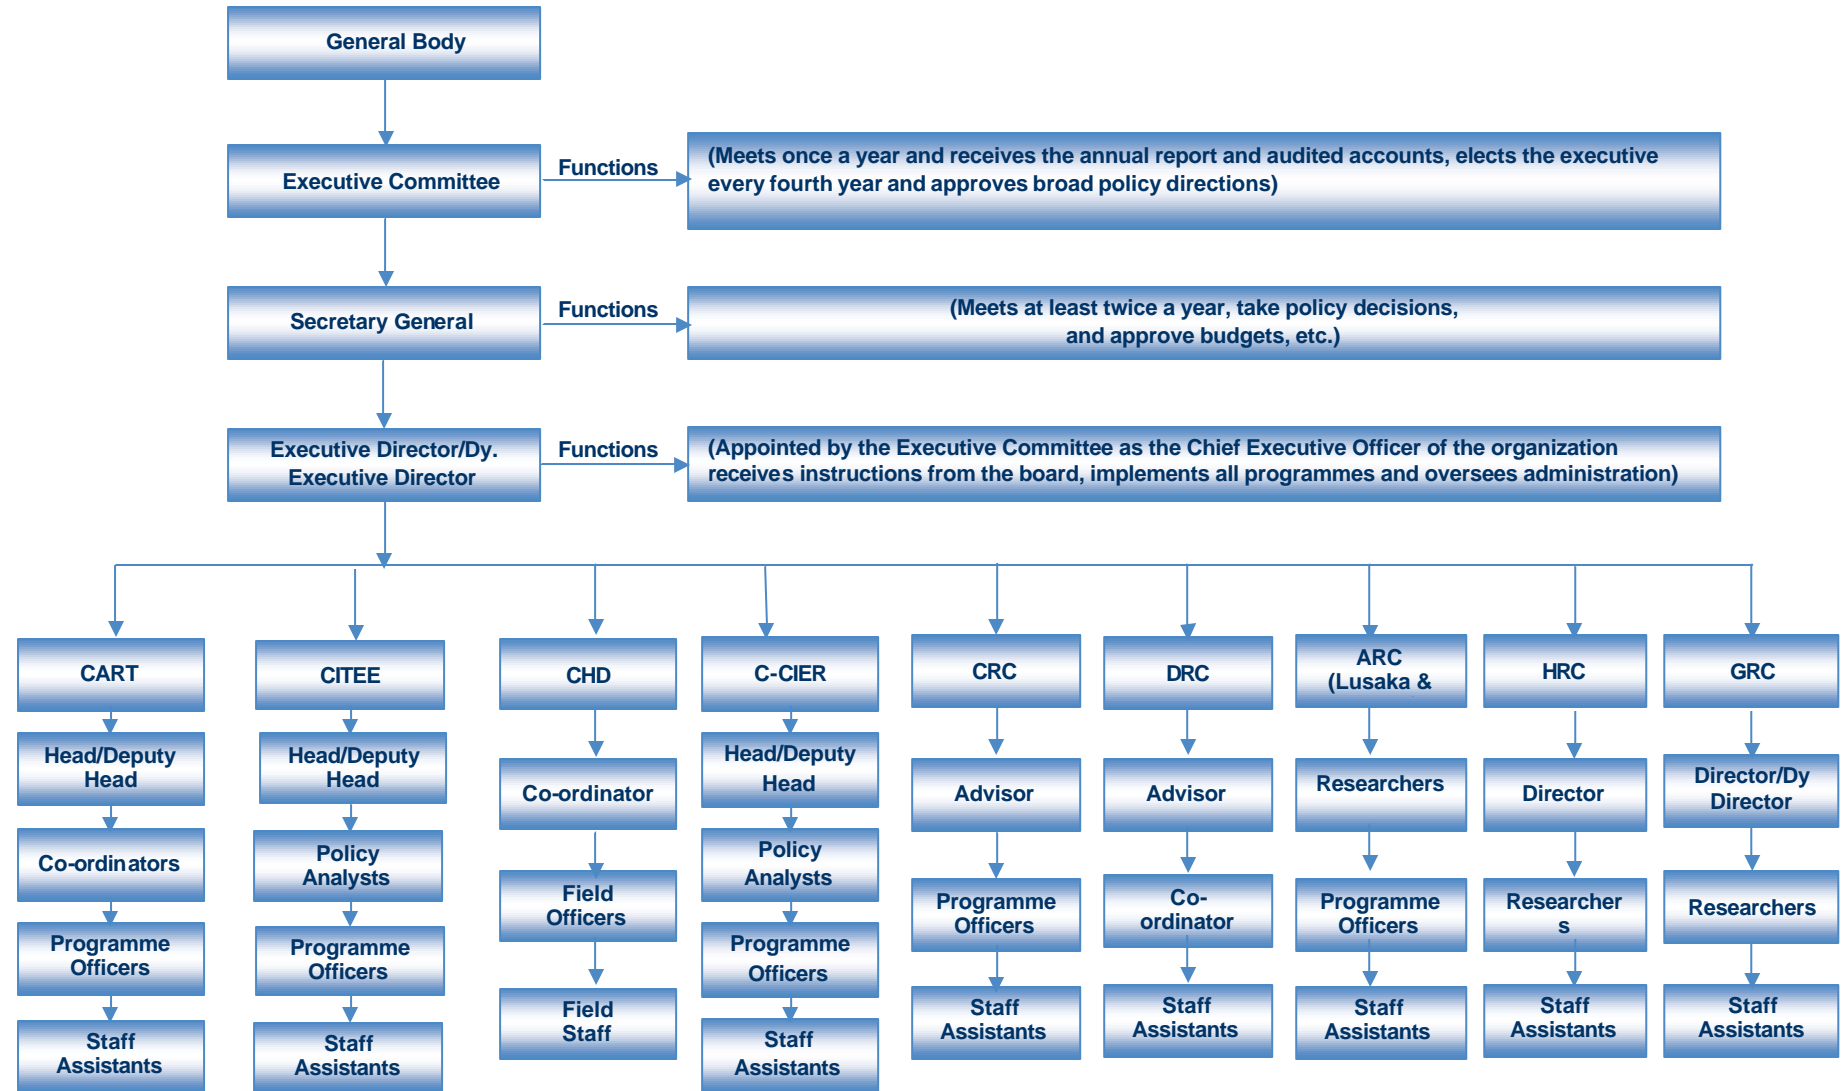 General Body
Executive Committee
Functions
(Meets once a year and receives the annual report and audited accounts, elects the executive
every fourth year and approves broad policy directions)
Secretary General
Functions
(Meets at least twice a year, take policy decisions,
and approve budgets, etc.)
Executive Director/Dy.
Executive Director
Functions
(Appointed by the Executive Committee as the Chief Executive Officer of the organization
receives instructions from the board, implements all programmes and oversees administration)
CART
Head/Deputy
Head
Co-ordinators
Programme
Officers
Staff
Assistants
CITEE
Head/Deputy
Head
Policy
Analysts
Programme
Officers
Staff
Assistants
CHD
Co-ordinator
Field
Officers
Field
Staff
C-CIER
Head/Deputy
Head
Policy
Analysts
Programme
Officers
Staff
Assistants
CRC
Advisor
Programme
Officers
Staff
Assistants
DRC
Advisor
Co-
ordinator
Staff
Assistants
ARC
(Lusaka &
Researchers
Programme
Officers
Staff
Assistants
HRC
Director
Researcher
s
Staff
Assistants
GRC
Director/Dy
Director
Researchers
Staff
Assistants